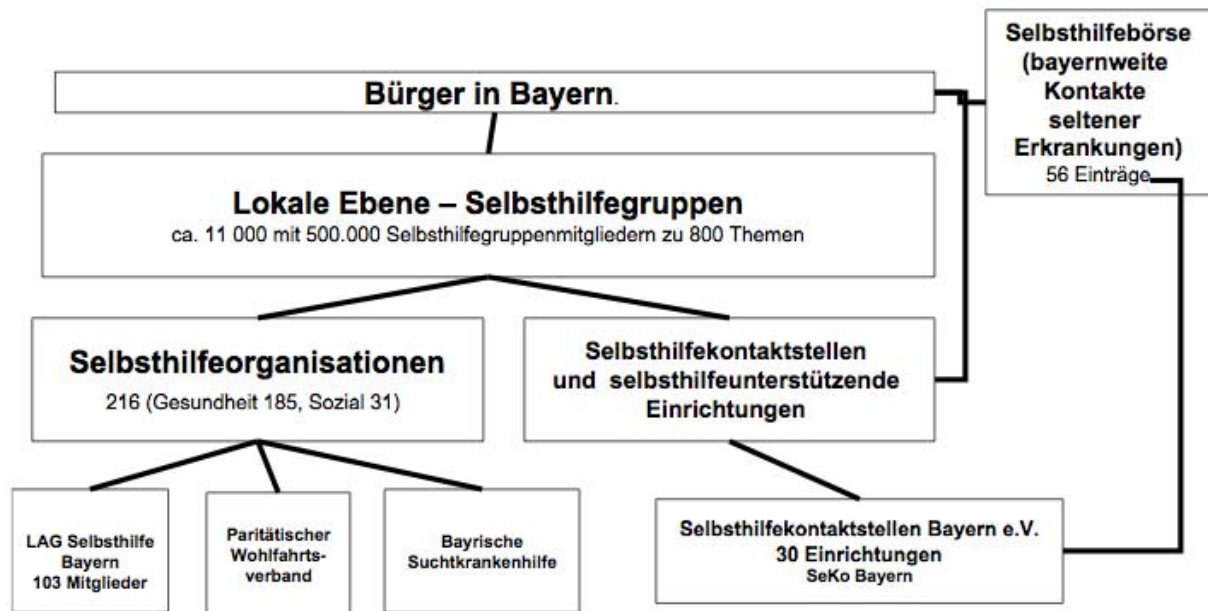 Selbsthilfebörse
(bayernweite
Kontakte
seltener
Erkrankungen)
56 Einträge
Bürger in Bayern.
Lokale Ebene – Selbsthilfegruppen
ca. 11 000 mit 500.000 Selbsthilfegruppenmitgliedern zu 800 Themen
Selbsthilfeorganisationen
216 (Gesundheit 185, Sozial 31)
Selbsthilfekontaktstellen
und selbsthilfeunterstützende
Einrichtungen
LAG Selbsthilfe
Bayern
103 Mitglieder
Paritätischer
Wohlfahrts-
verband
Bayrische
Suchtkrankenhilfe
Selbsthilfekontaktstellen Bayern e.V.
30 Einrichtungen
SeKo Bayern